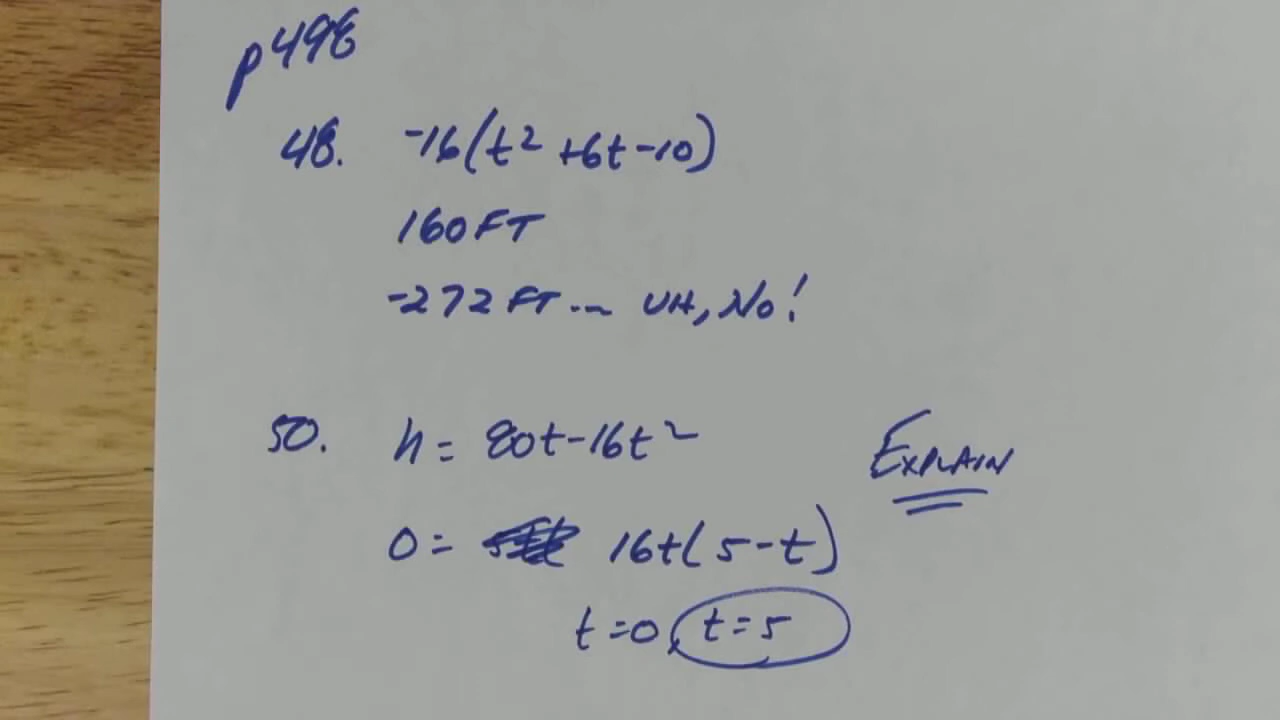 p498
48. -16(t² +6t-10)
160FT
-272FT... UH, NO!
50. h = 80t-16t²
EXPLAIN
0 = 16t(5-t)
t=0, t=5